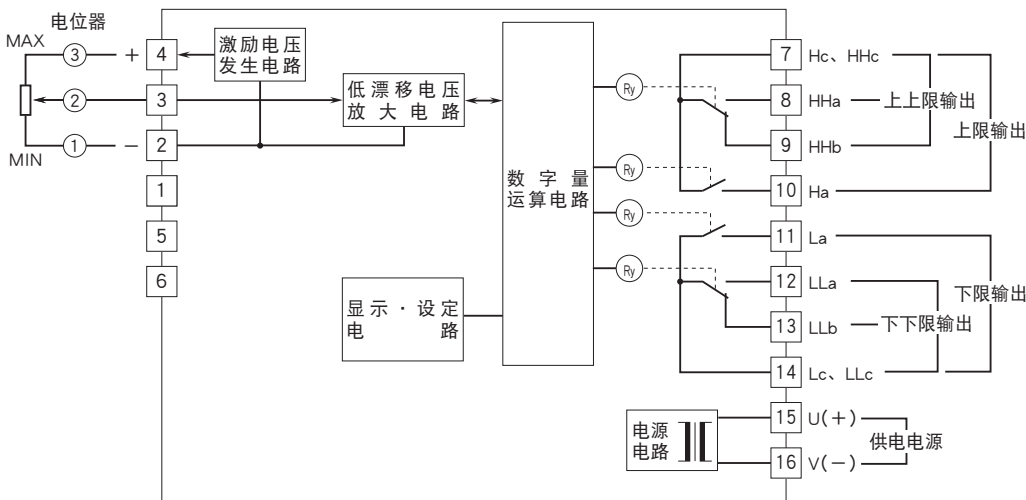 电位器
MAX
③
+
4
激励电压
发生电路
②
3
低漂移电压
放大电路
①
−
2
MIN
1
5
6
数字量
运算电路
显示·设定
电路
Ry
Ry
Ry
Ry
7
Hc、HHc
8
HHa
上上限输出
9
HHb
上限输出
10
Ha
11
La
12
LLa
下限输出
13
LLb
下下限输出
14
Lc、LLc
电源
电路
15
U(+)
供电电源
16
V(−)